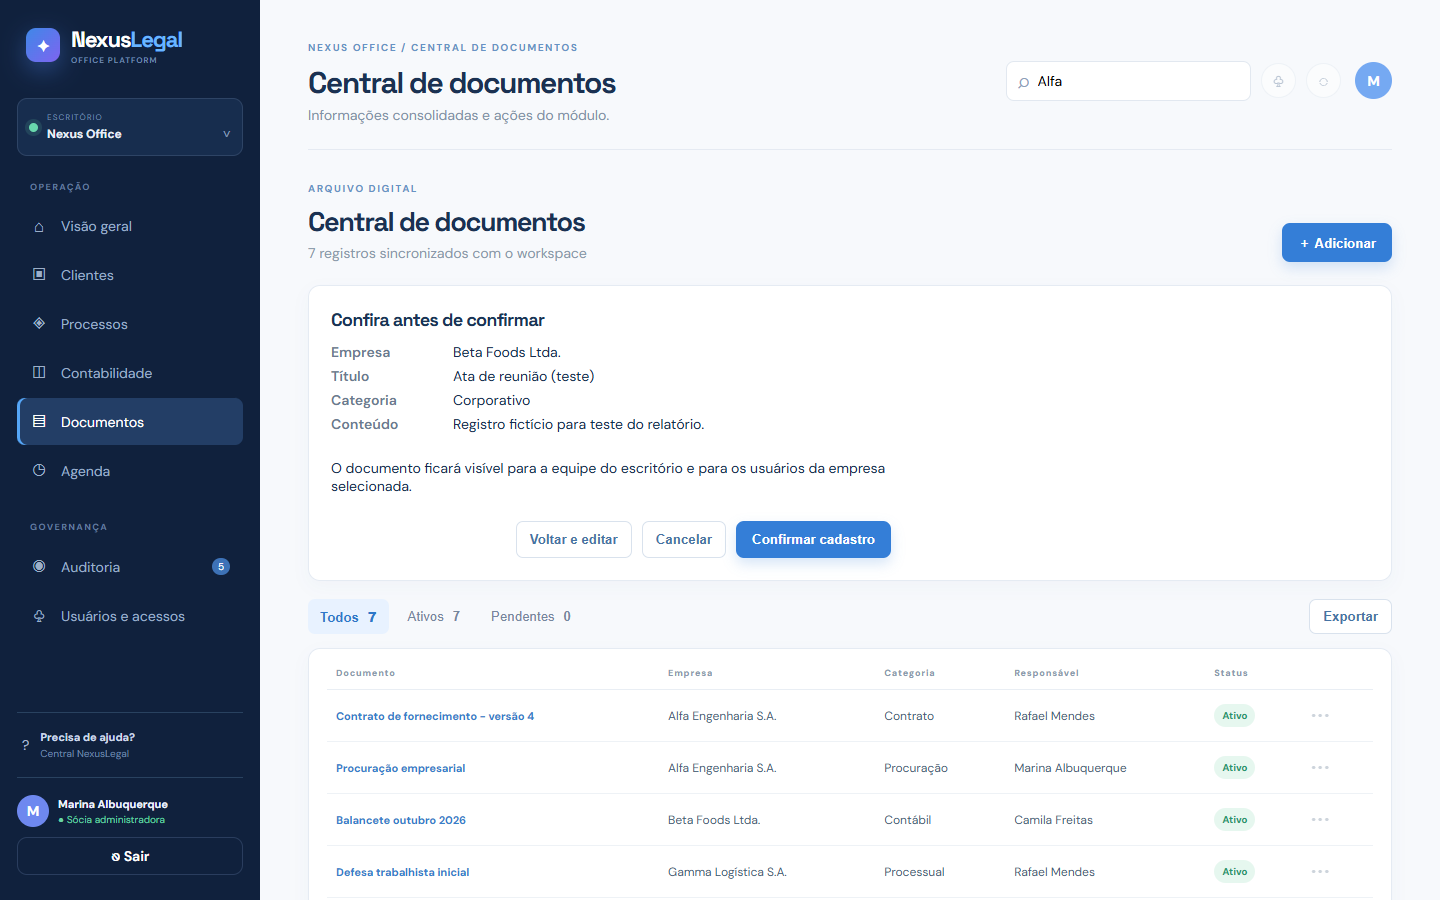 NexusLegal
OFFICE PLATFORM
ESCRITÓRIO
Nexus Office
OPERAÇÃO
Visão geral
Clientes
Processos
Contabilidade
Documentos
Agenda
GOVERNANÇA
Auditoria 5
Usuários e acessos
? Precisa de ajuda?
Central NexusLegal
M Marina Albuquerque
Sócia administradora
Sair
NEXUS OFFICE / CENTRAL DE DOCUMENTOS
Central de documentos
Informações consolidadas e ações do módulo.
Alfa
M
ARQUIVO DIGITAL
Central de documentos
7 registros sincronizados com o workspace
+ Adicionar
Confira antes de confirmar
Empresa Beta Foods Ltda.
Título Ata de reunião (teste)
Categoria Corporativo
Conteúdo Registro fictício para teste do relatório.
O documento ficará visível para a equipe do escritório e para os usuários da empresa
selecionada.
Voltar e editar Cancelar Confirmar cadastro
Todos 7 Ativos 7 Pendentes 0 Exportar
Documento Empresa Categoria Responsável Status
Contrato de fornecimento - versão 4 Alfa Engenharia S.A. Contrato Rafael Mendes Ativo
Procuração empresarial Alfa Engenharia S.A. Procuração Marina Albuquerque Ativo
Balancete outubro 2026 Beta Foods Ltda. Contábil Camila Freitas Ativo
Defesa trabalhista inicial Gamma Logística S.A. Processual Rafael Mendes Ativo